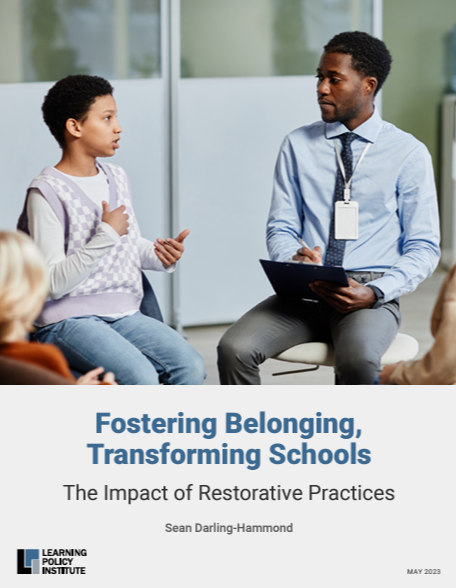 Fostering Belonging,
Transforming Schools
The Impact of Restorative Practices
Sean Darling-Hammond
LEARNING
POLICY
INSTITUTE
MAY 2023